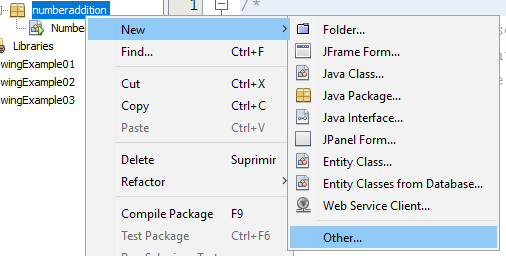 numberaddition
Numbe
Libraries
wingExample01
wingExample02
wingExample03
New
Find... Ctrl+F
Cut Ctrl+X
Copy Ctrl+C
Paste Ctrl+V
Delete Suprimir
Refactor
Compile Package F9
Test Package Ctrl+F6
1 /*
Folder...
JFrame Form...
Java Class...
Java Package...
Java Interface...
JPanel Form...
Entity Class...
Entity Classes from Database...
Web Service Client...
Other...